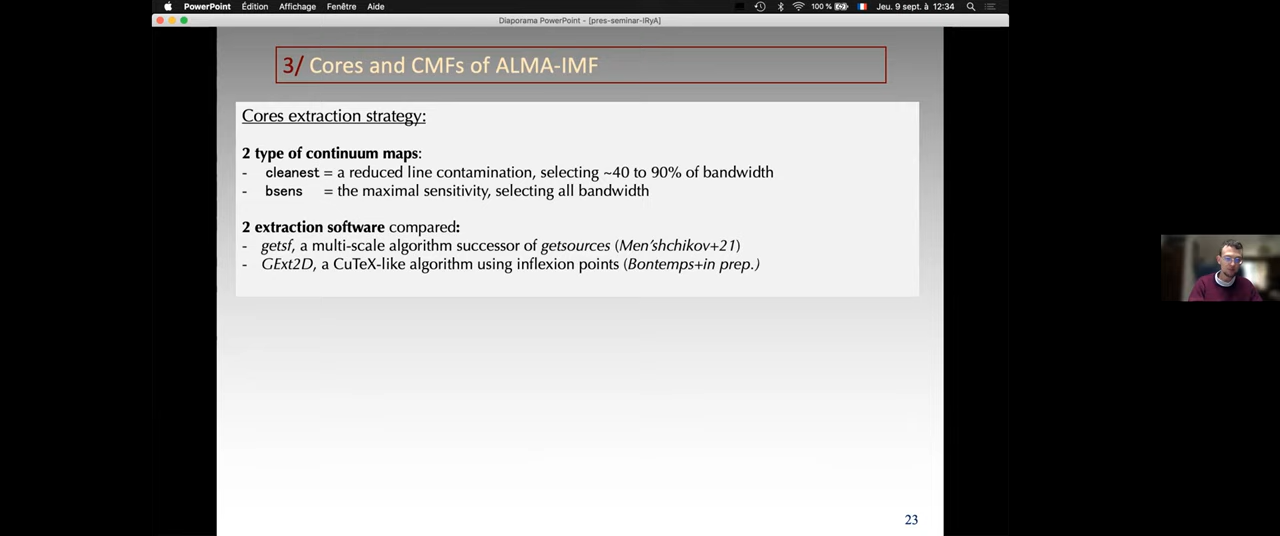 PowerPoint Édition Affichage Fenêtre Aide 100 % Jeu. 9 sept. à 12:34
Diaporama PowerPoint - [pres-seminar-IRyA]
3/ Cores and CMFs of ALMA-IMF
Cores extraction strategy:
2 type of continuum maps:
- cleanest = a reduced line contamination, selecting ~40 to 90% of bandwidth
- bsens = the maximal sensitivity, selecting all bandwidth
2 extraction software compared:
- getsf, a multi-scale algorithm successor of getsources (Men’shchikov+21)
- GExt2D, a CuTeX-like algorithm using inflexion points (Bontemps+in prep.)
23